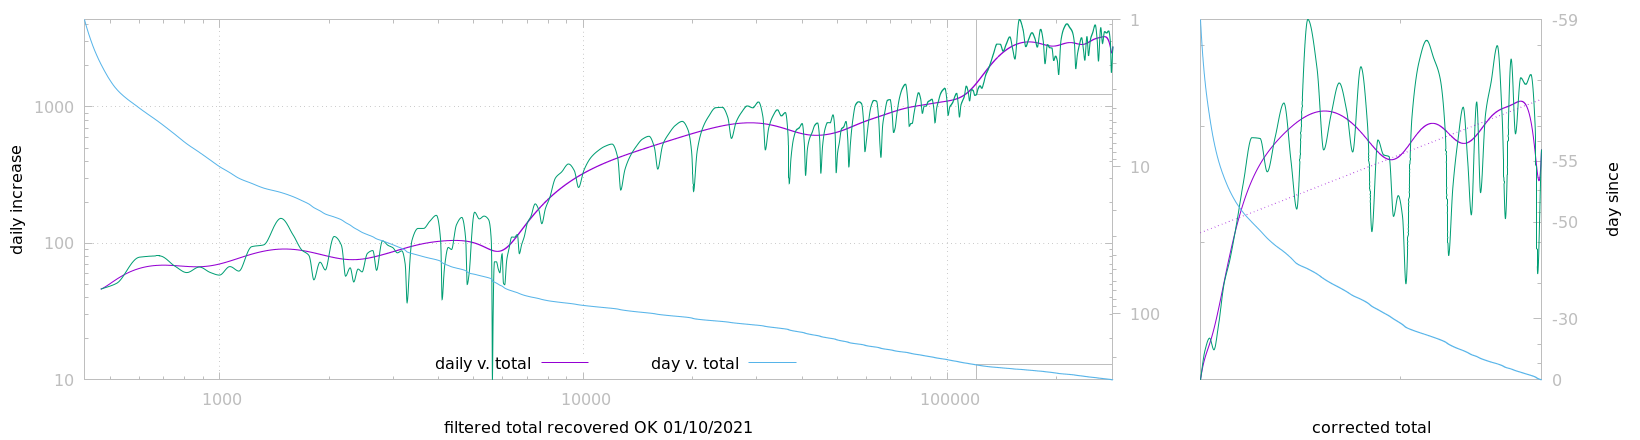 daily increase
1000
100
10
1000
10000
100000
filtered total recovered OK 01/10/2021
daily v. total
day v. total
1
10
100
-59
-55
-50
-30
0
day since
corrected total